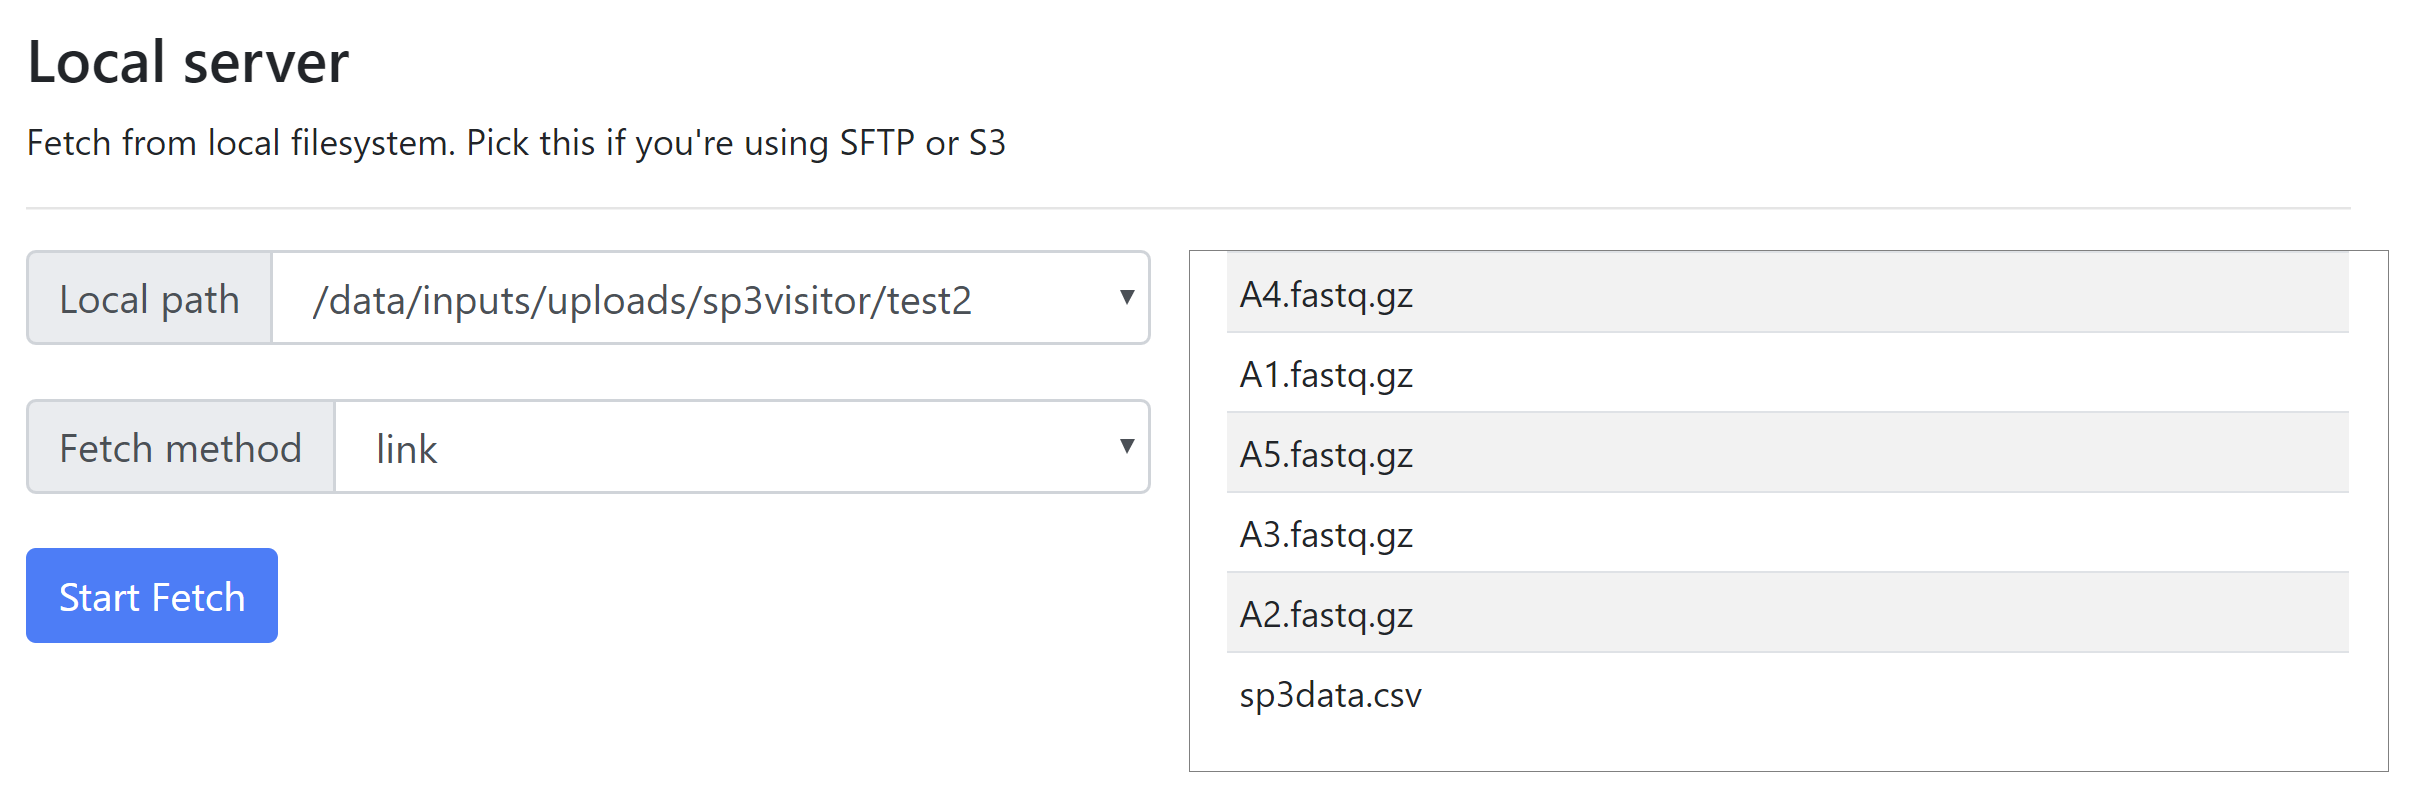 Local server
Fetch from local filesystem. Pick this if you're using SFTP or S3
Local path
/data/inputs/uploads/sp3visitor/test2
Fetch method
link
Start Fetch
A4.fastq.gz
A1.fastq.gz
A5.fastq.gz
A3.fastq.gz
A2.fastq.gz
sp3data.csv